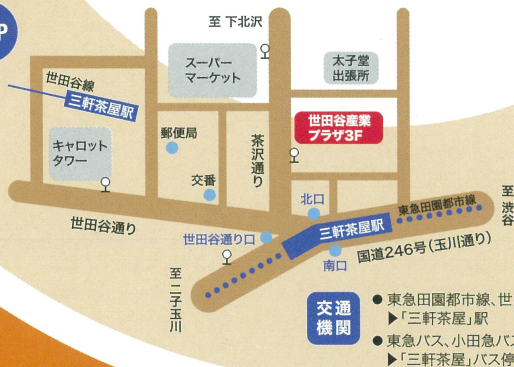 P
至 下北沢
スーパー
マーケット
太子堂
出張所
世田谷線
三軒茶屋駅
世田谷産業
プラザ3F
郵便局
キャロット
タワー
茶沢通り
交番
北口
至 渋谷
東急田園都市線
三軒茶屋駅
世田谷通り
世田谷通り口
国道246号(玉川通り)
南口
至 二子玉川
交通
機関
● 東急田園都市線、世
▶「三軒茶屋」駅
● 東急バス、小田急バス
▶「三軒茶屋」バス停